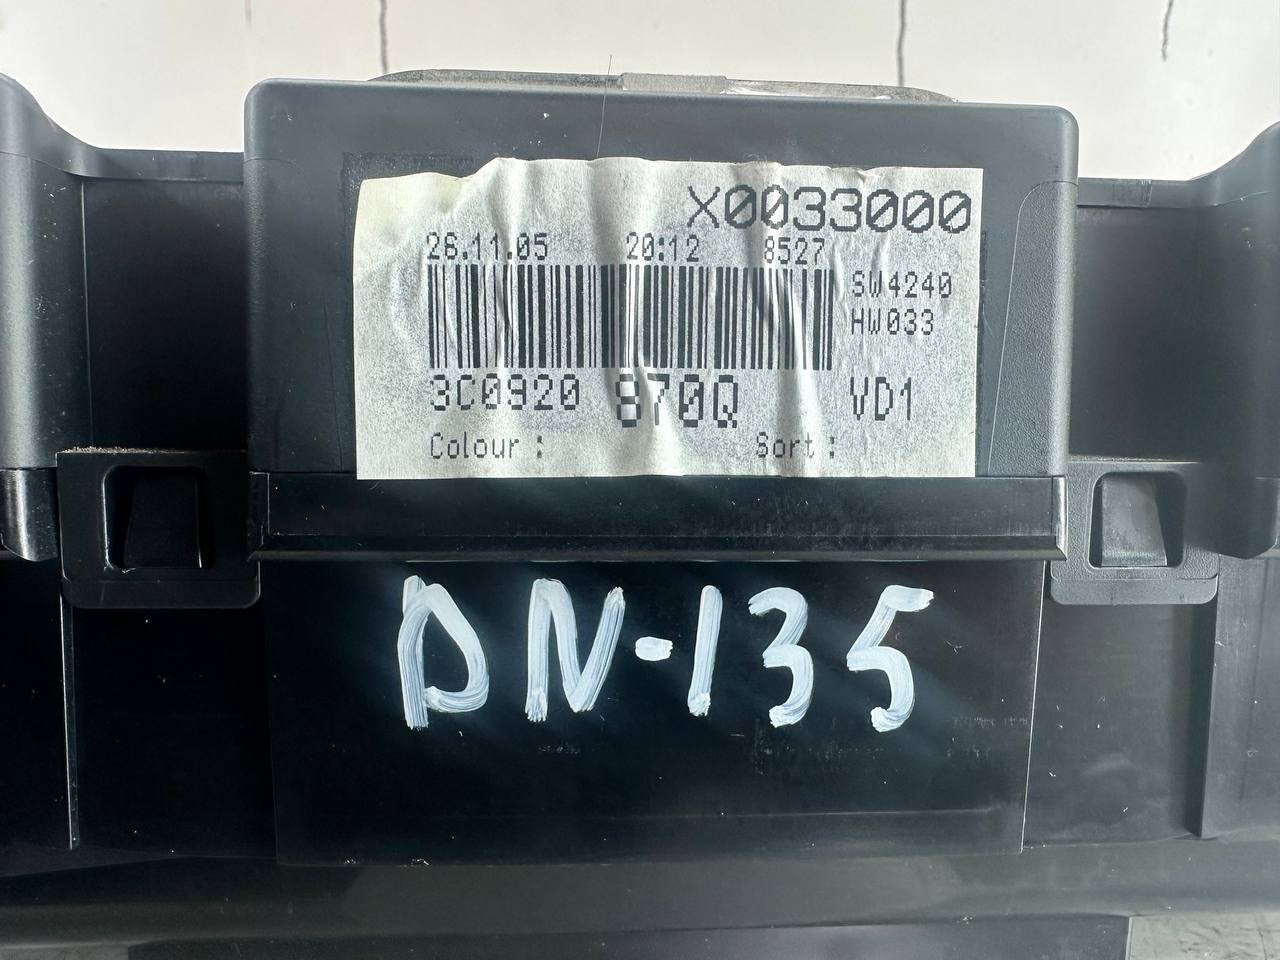 X0033000
26.11.05 20:12 8527
SW4240
HW033
3C0920 870Q VD1
Colour : Sort :
DN-135